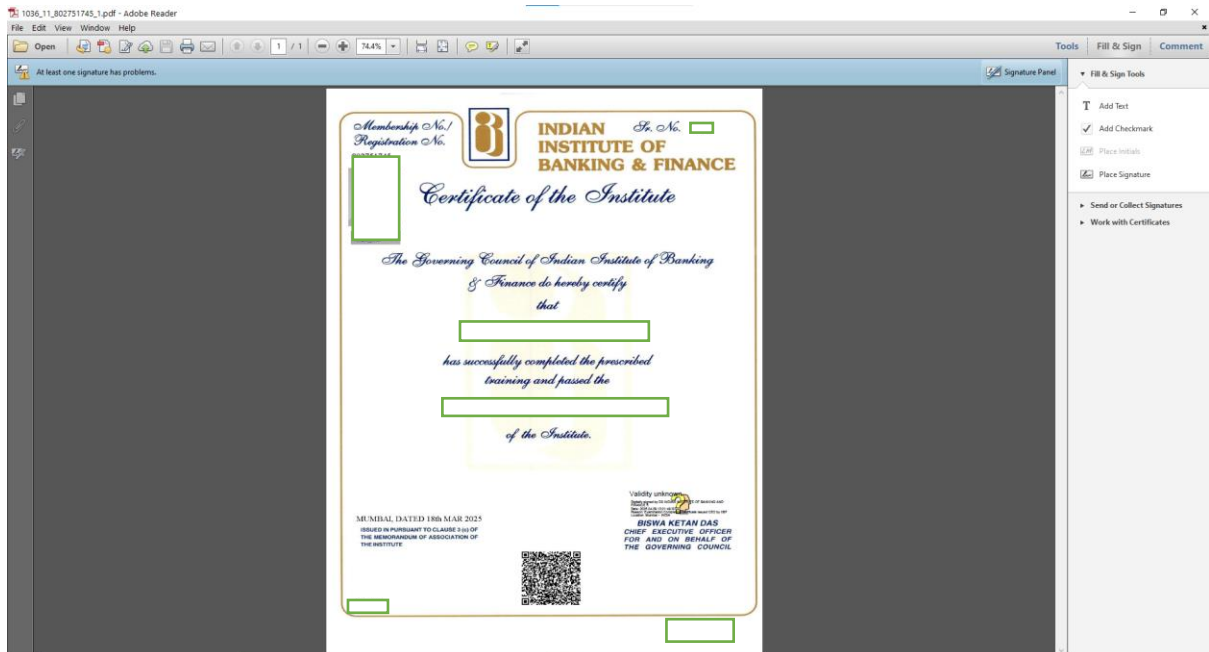 1036_11_802751745_1.pdf - Adobe Reader
File Edit View Window Help
Open 1 / 1 74.4% Tools Fill & Sign Comment
At least one signature has problems. Signature Panel
Fill & Sign Tools
Add Text
Add Checkmark
Place Initials
Place Signature
Send or Collect Signatures
Work with Certificates
Membership No./
Registration No.
INDIAN
INSTITUTE OF
BANKING & FINANCE
Sr. No.
Certificate of the Institute
The Governing Council of Indian Institute of Banking
& Finance do hereby certify
that
has successfully completed the prescribed
training and passed the
of the Institute.
MUMBAI, DATED 18th MAR 2025
ISSUED IN PURSUANT TO CLAUSE 3 (c) OF
THE MEMORANDUM OF ASSOCIATION OF
THE INSTITUTE
Validity unknown
BISWA KETAN DAS
CHIEF EXECUTIVE OFFICER
FOR AND ON BEHALF OF
THE GOVERNING COUNCIL